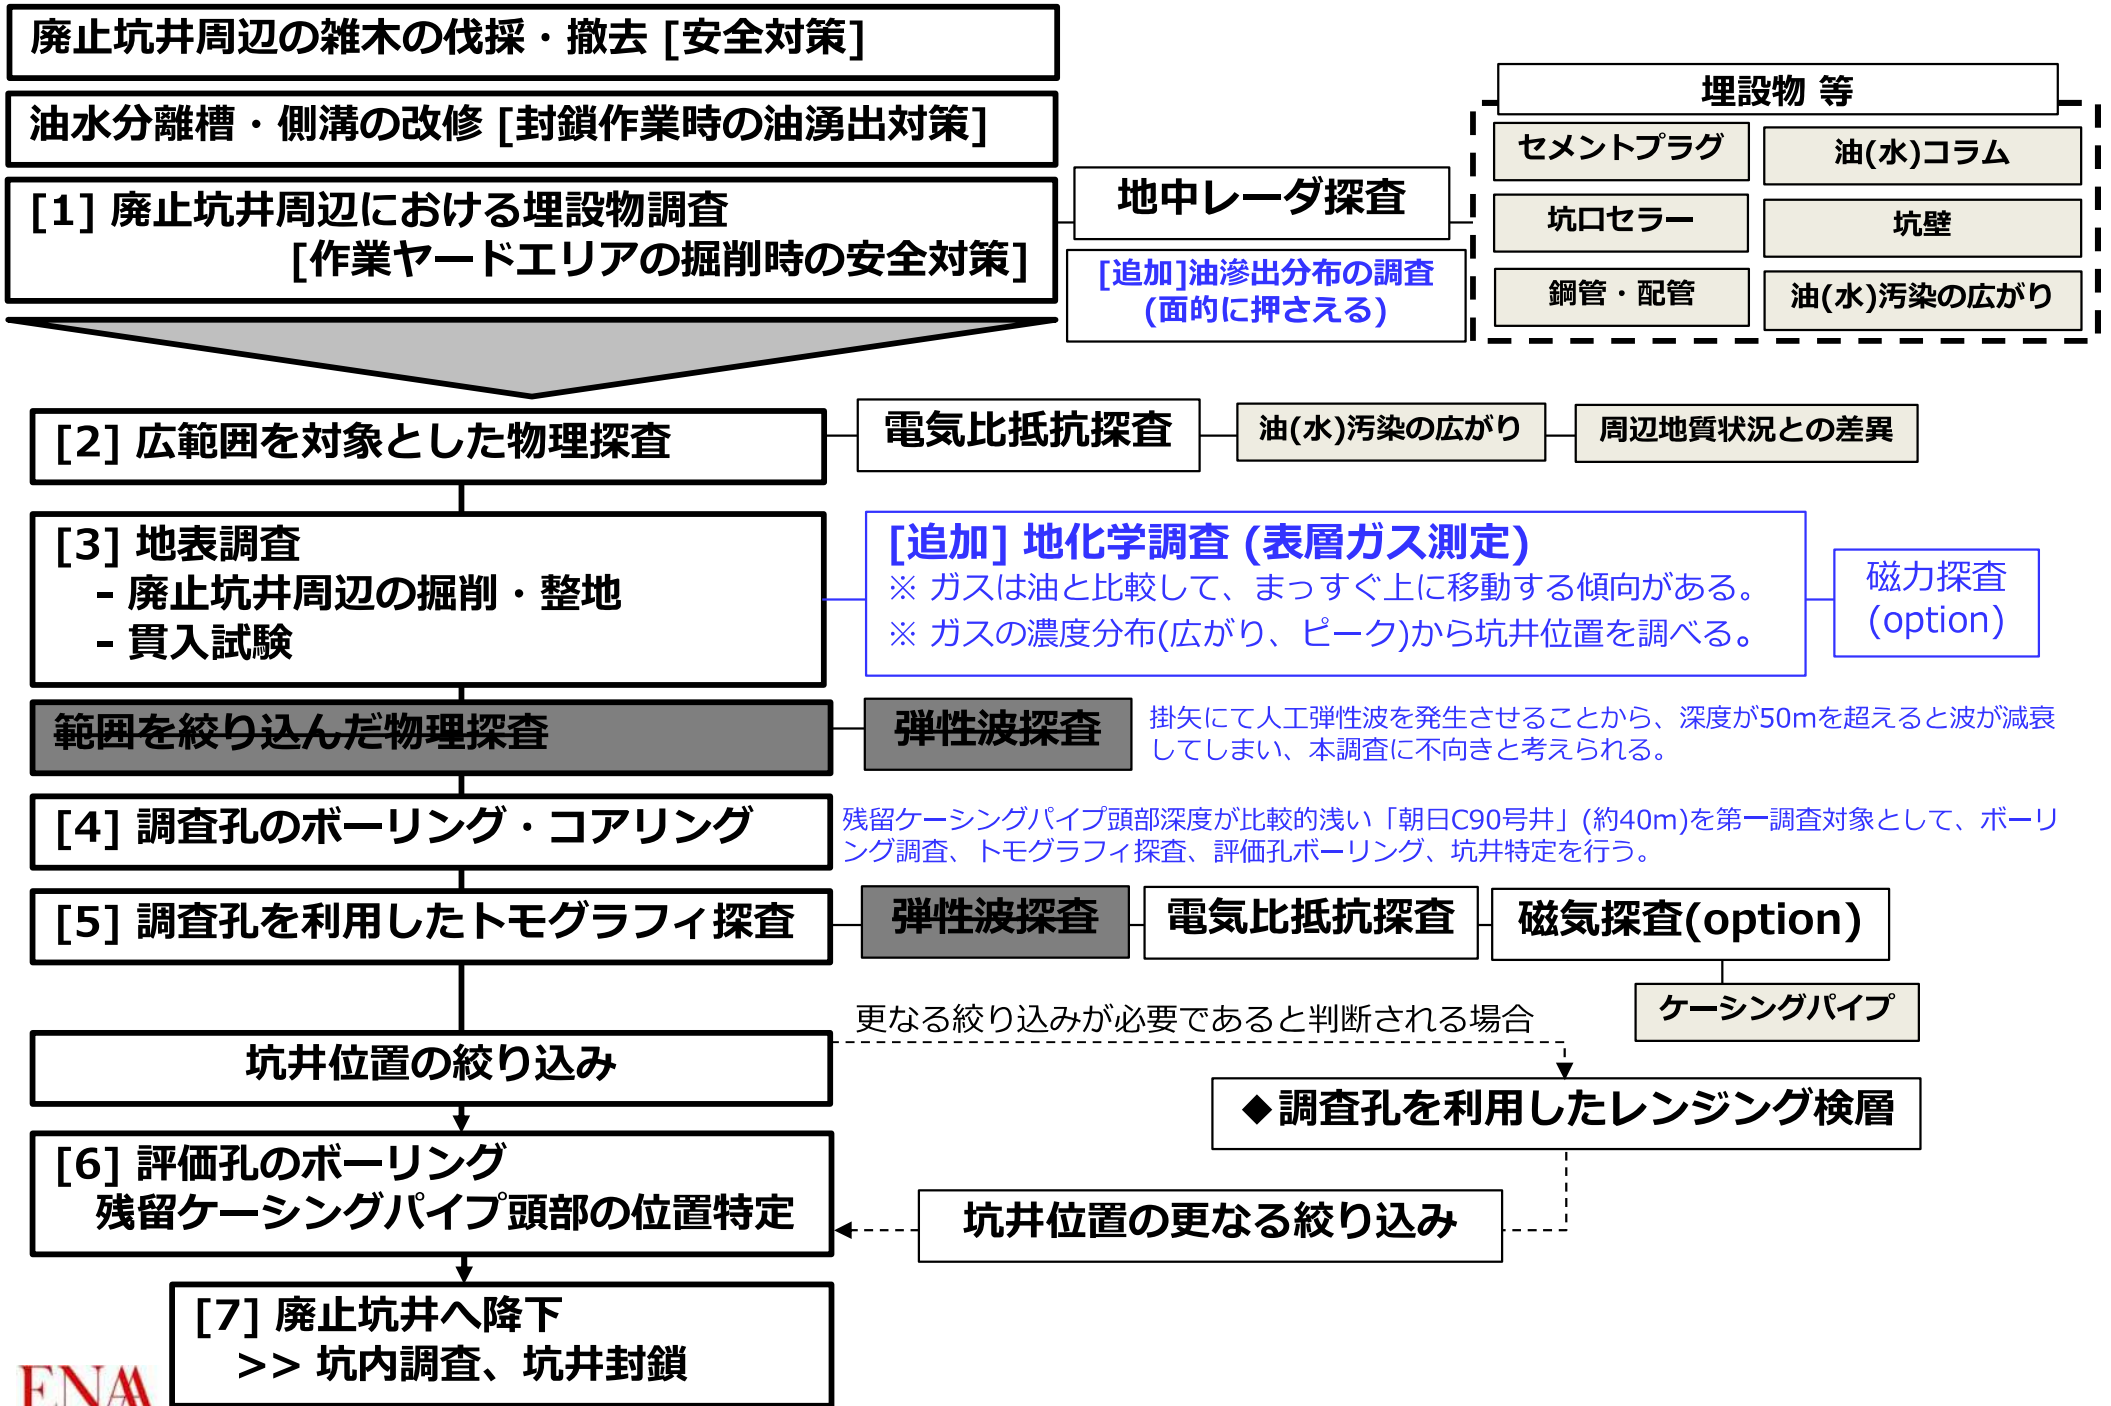 廃止坑井周辺の雑木の伐採・撤去 [安全対策]
油水分離槽・側溝の改修 [封鎖作業時の油湧出対策]
[1] 廃止坑井周辺における埋設物調査
[作業ヤードエリアの掘削時の安全対策]
地中レーダ探査
[追加]油滲出分布の調査
(面的に押さえる)
埋設物 等
セメントプラグ
油(水)コラム
坑口セラー
坑壁
鋼管・配管
油(水)汚染の広がり
[2] 広範囲を対象とした物理探査
電気比抵抗探査
油(水)汚染の広がり
周辺地質状況との差異
[3] 地表調査
- 廃止坑井周辺の掘削・整地
- 貫入試験
[追加] 地化学調査 (表層ガス測定)
※ ガスは油と比較して、まっすぐ上に移動する傾向がある。
※ ガスの濃度分布(広がり、ピーク)から坑井位置を調べる。
磁力探査
(option)
範囲を絞り込んだ物理探査
弾性波探査
掛矢にて人工弾性波を発生させることから、深度が50mを超えると波が減衰
してしまい、本調査に不向きと考えられる。
[4] 調査孔のボーリング・コアリング
残留ケーシングパイプ頭部深度が比較的浅い「朝日C90号井」(約40m)を第一調査対象として、ボーリ
ング調査、トモグラフィ探査、評価孔ボーリング、坑井特定を行う。
[5] 調査孔を利用したトモグラフィ探査
弾性波探査
電気比抵抗探査
磁気探査(option)
ケーシングパイプ
更なる絞り込みが必要であると判断される場合
坑井位置の絞り込み
◆調査孔を利用したレンジング検層
[6] 評価孔のボーリング
残留ケーシングパイプ頭部の位置特定
坑井位置の更なる絞り込み
[7] 廃止坑井へ降下
>> 坑内調査、坑井封鎖
ENAA